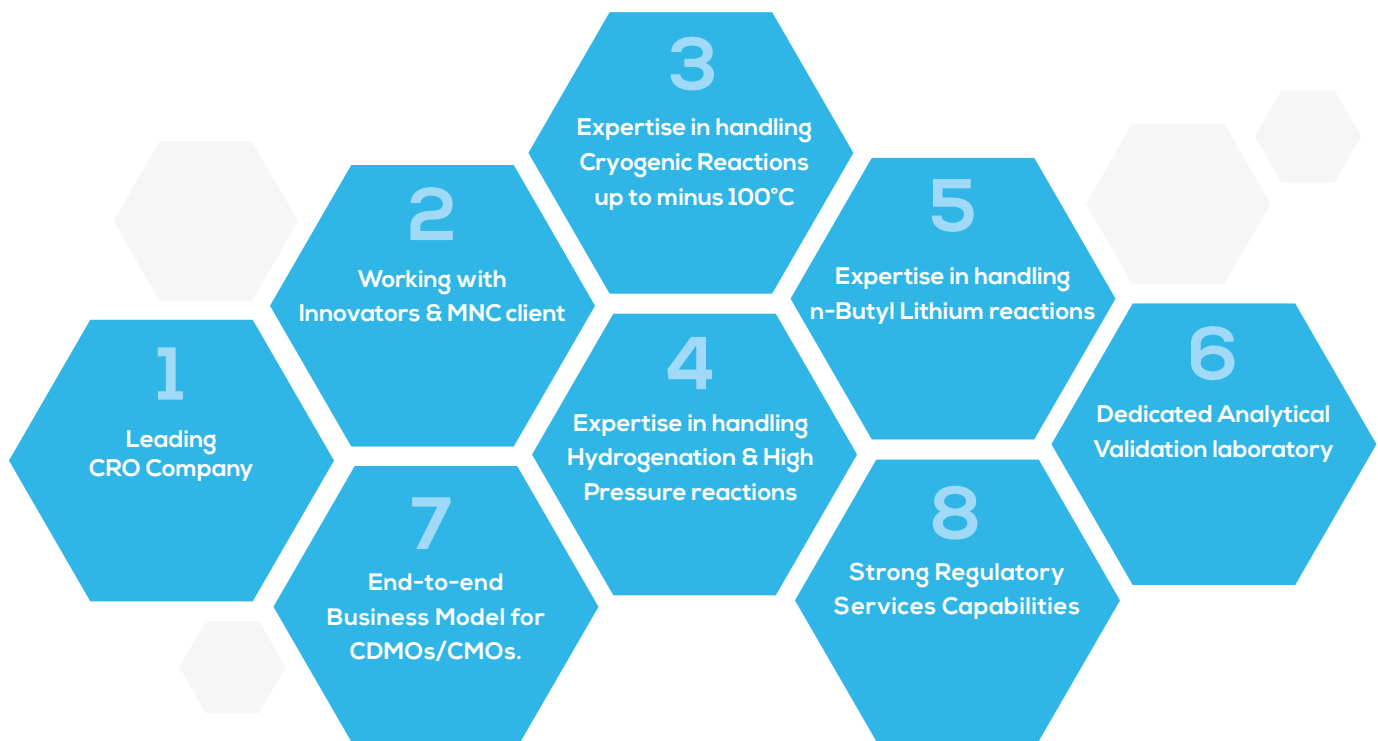 1
Leading
CRO Company
2
Working with
Innovators & MNC client
3
Expertise in handling
Cryogenic Reactions
up to minus 100°C
4
Expertise in handling
Hydrogenation & High
Pressure reactions
5
Expertise in handling
n-Butyl Lithium reactions
6
Dedicated Analytical
Validation laboratory
7
End-to-end
Business Model for
CDMOs/CMOs.
8
Strong Regulatory
Services Capabilities